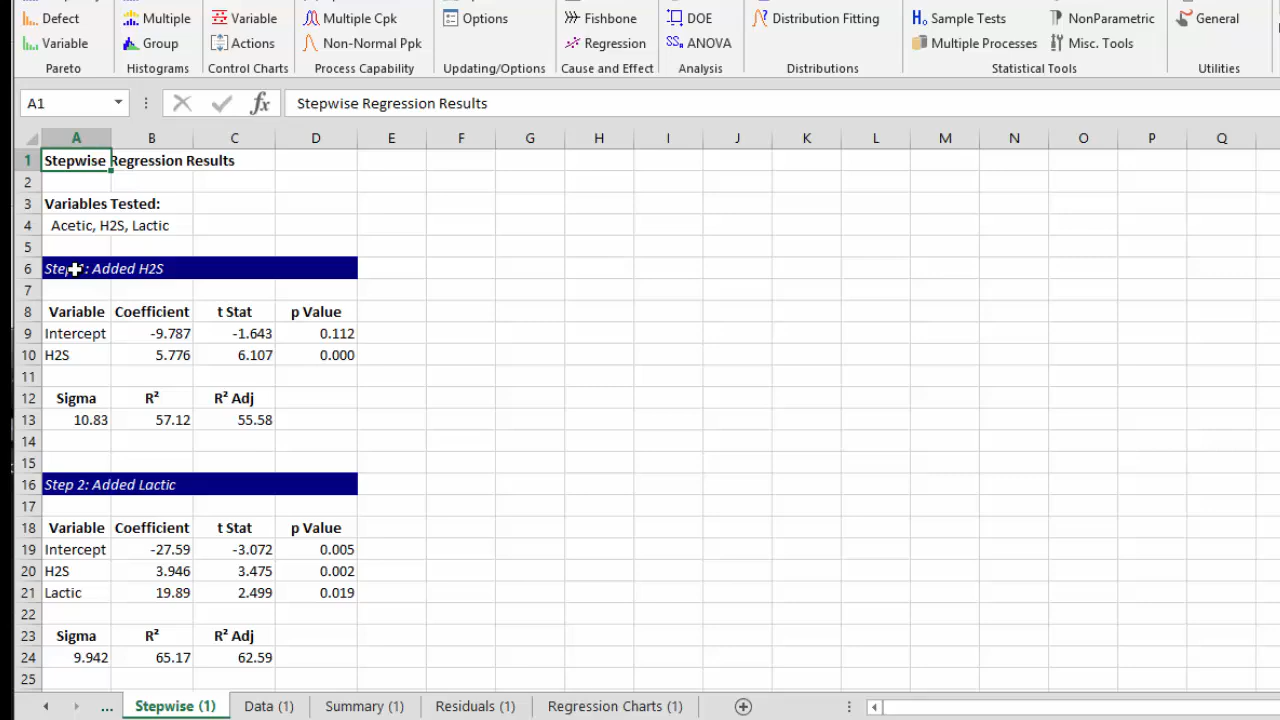 Defect Multiple Variable Multiple Cpk Options Fishbone DOE Distribution Fitting Sample Tests NonParametric General
Variable Group Actions Non-Normal Ppk Regression ANOVA Multiple Processes Misc. Tools
Pareto Histograms Control Charts Process Capability Updating/Options Cause and Effect Analysis Distributions Statistical Tools Utilities
A1 fx Stepwise Regression Results
A B C D E F G H I J K L M N O P Q
1 Stepwise Regression Results
2
3 Variables Tested:
4 Acetic, H2S, Lactic
5
6 : Added H2S
7
8 Variable Coefficient t Stat p Value
9 Intercept -9.787 -1.643 0.112
10 H2S 5.776 6.107 0.000
11
12 Sigma R² R² Adj
13 10.83 57.12 55.58
14
15
16 Step 2: Added Lactic
17
18 Variable Coefficient t Stat p Value
19 Intercept -27.59 -3.072 0.005
20 H2S 3.946 3.475 0.002
21 Lactic 19.89 2.499 0.019
22
23 Sigma R² R² Adj
24 9.942 65.17 62.59
25
... Stepwise (1) Data (1) Summary (1) Residuals (1) Regression Charts (1)